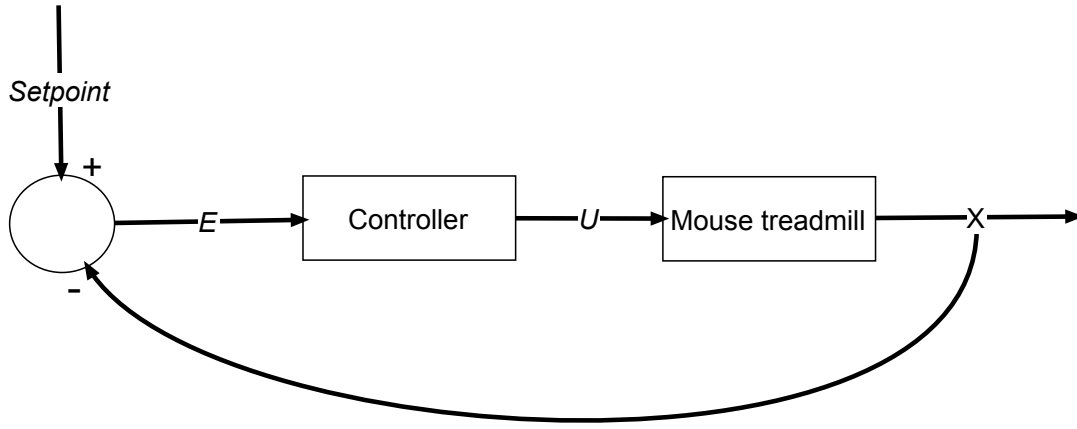 Setpoint
+
E
Controller
U
Mouse treadmill
X
-